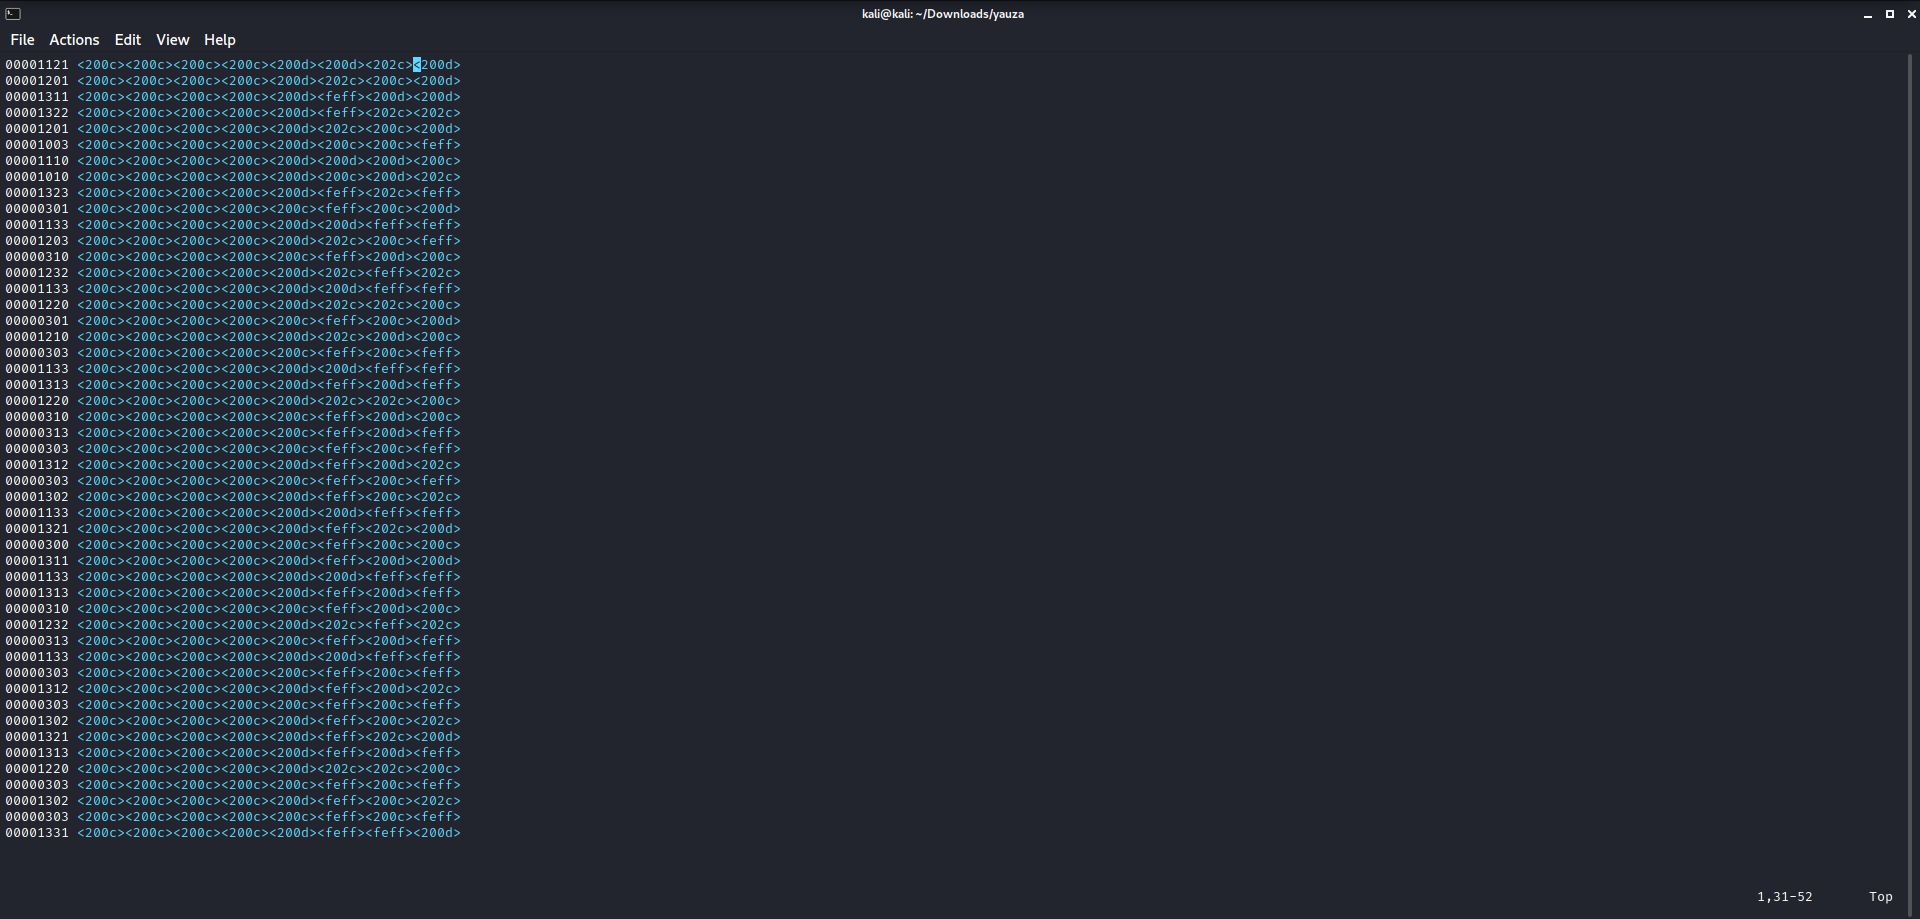 kali@kali: ~/Downloads/yauza
File Actions Edit View Help
00001121 <200c><200c><200c><200c><200d><200d><202c><200d>
00001201 <200c><200c><200c><200c><200d><202c><200c><200d>
00001311 <200c><200c><200c><200c><200d><feff><200d><200d>
00001322 <200c><200c><200c><200c><200d><feff><202c><202c>
00001201 <200c><200c><200c><200c><200d><202c><200c><200d>
00001003 <200c><200c><200c><200c><200d><200c><200c><feff>
00001110 <200c><200c><200c><200c><200d><200d><200d><200c>
00001010 <200c><200c><200c><200c><200d><200c><200d><202c>
00001323 <200c><200c><200c><200c><200d><feff><202c><feff>
00000301 <200c><200c><200c><200c><200c><feff><200c><200d>
00001133 <200c><200c><200c><200c><200d><200d><feff><feff>
00001203 <200c><200c><200c><200c><200d><202c><200c><feff>
00000310 <200c><200c><200c><200c><200c><feff><200d><200c>
00001232 <200c><200c><200c><200c><200d><202c><feff><202c>
00001133 <200c><200c><200c><200c><200d><200d><feff><feff>
00001220 <200c><200c><200c><200c><200d><202c><202c><200c>
00000301 <200c><200c><200c><200c><200c><feff><200c><200d>
00001210 <200c><200c><200c><200c><200d><202c><200d><200c>
00000303 <200c><200c><200c><200c><200c><feff><200c><feff>
00001133 <200c><200c><200c><200c><200d><200d><feff><feff>
00001313 <200c><200c><200c><200c><200d><feff><200d><feff>
00001220 <200c><200c><200c><200c><200d><202c><202c><200c>
00000310 <200c><200c><200c><200c><200c><feff><200d><200c>
00000313 <200c><200c><200c><200c><200c><feff><200d><feff>
00000303 <200c><200c><200c><200c><200c><feff><200c><feff>
00001312 <200c><200c><200c><200c><200d><feff><200d><202c>
00000303 <200c><200c><200c><200c><200c><feff><200c><feff>
00001302 <200c><200c><200c><200c><200d><feff><200c><202c>
00001133 <200c><200c><200c><200c><200d><200d><feff><feff>
00001321 <200c><200c><200c><200c><200d><feff><202c><200d>
00000300 <200c><200c><200c><200c><200c><feff><200c><200c>
00001311 <200c><200c><200c><200c><200d><feff><200d><200d>
00001133 <200c><200c><200c><200c><200d><200d><feff><feff>
00001313 <200c><200c><200c><200c><200d><feff><200d><feff>
00000310 <200c><200c><200c><200c><200c><feff><200d><200c>
00001232 <200c><200c><200c><200c><200d><202c><feff><202c>
00000313 <200c><200c><200c><200c><200c><feff><200d><feff>
00001133 <200c><200c><200c><200c><200d><200d><feff><feff>
00000303 <200c><200c><200c><200c><200c><feff><200c><feff>
00001312 <200c><200c><200c><200c><200d><feff><200d><202c>
00000303 <200c><200c><200c><200c><200c><feff><200c><feff>
00001302 <200c><200c><200c><200c><200d><feff><200c><202c>
00001321 <200c><200c><200c><200c><200d><feff><202c><200d>
00001313 <200c><200c><200c><200c><200d><feff><200d><feff>
00001220 <200c><200c><200c><200c><200d><202c><202c><200c>
00000303 <200c><200c><200c><200c><200c><feff><200c><feff>
00001302 <200c><200c><200c><200c><200d><feff><200c><202c>
00000303 <200c><200c><200c><200c><200c><feff><200c><feff>
00001331 <200c><200c><200c><200c><200d><feff><feff><200d>
1,31-52 Top